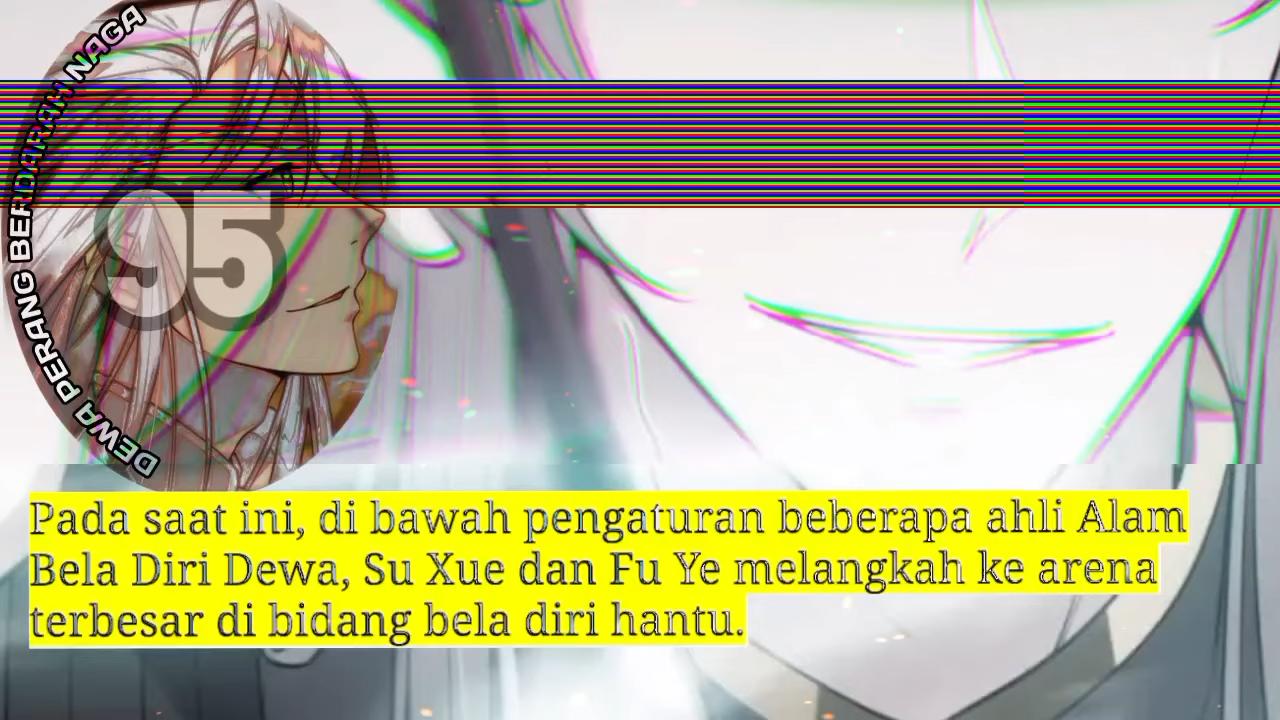 DEWA PERANG BERDARAH NAGA
95
Pada saat ini, di bawah pengaturan beberapa ahli Alam
Bela Diri Dewa, Su Xue dan Fu Ye melangkah ke arena
terbesar di bidang bela diri hantu.